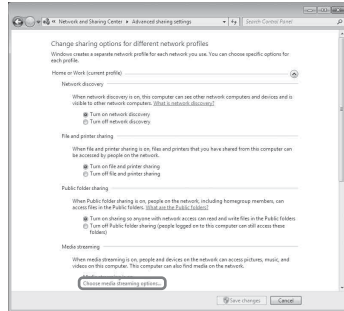 « Network and Sharing Center ▸ Advanced sharing settings
Search Control Panel
Change sharing options for different network profiles
Windows creates a separate network profile for each network you use. You can choose specific options for
each profile.
Home or Work (current profile)
Network discovery
When network discovery is on, this computer can see other network computers and devices and is
visible to other network computers. What is network discovery?
Turn on network discovery
Turn off network discovery
File and printer sharing
When file and printer sharing is on, files and printers that you have shared from this computer can
be accessed by people on the network.
Turn on file and printer sharing
Turn off file and printer sharing
Public folder sharing
When Public folder sharing is on, people on the network, including homegroup members, can
access files in the Public folders. What are the Public folders?
Turn on sharing so anyone with network access can read and write files in the Public folders
Turn off Public folder sharing (people logged on to this computer can still access these
folders)
Media streaming
When media streaming is on, people and devices on the network can access pictures, music, and
videos on this computer. This computer can also find media on the network.
Choose media streaming options...
Save changes
Cancel